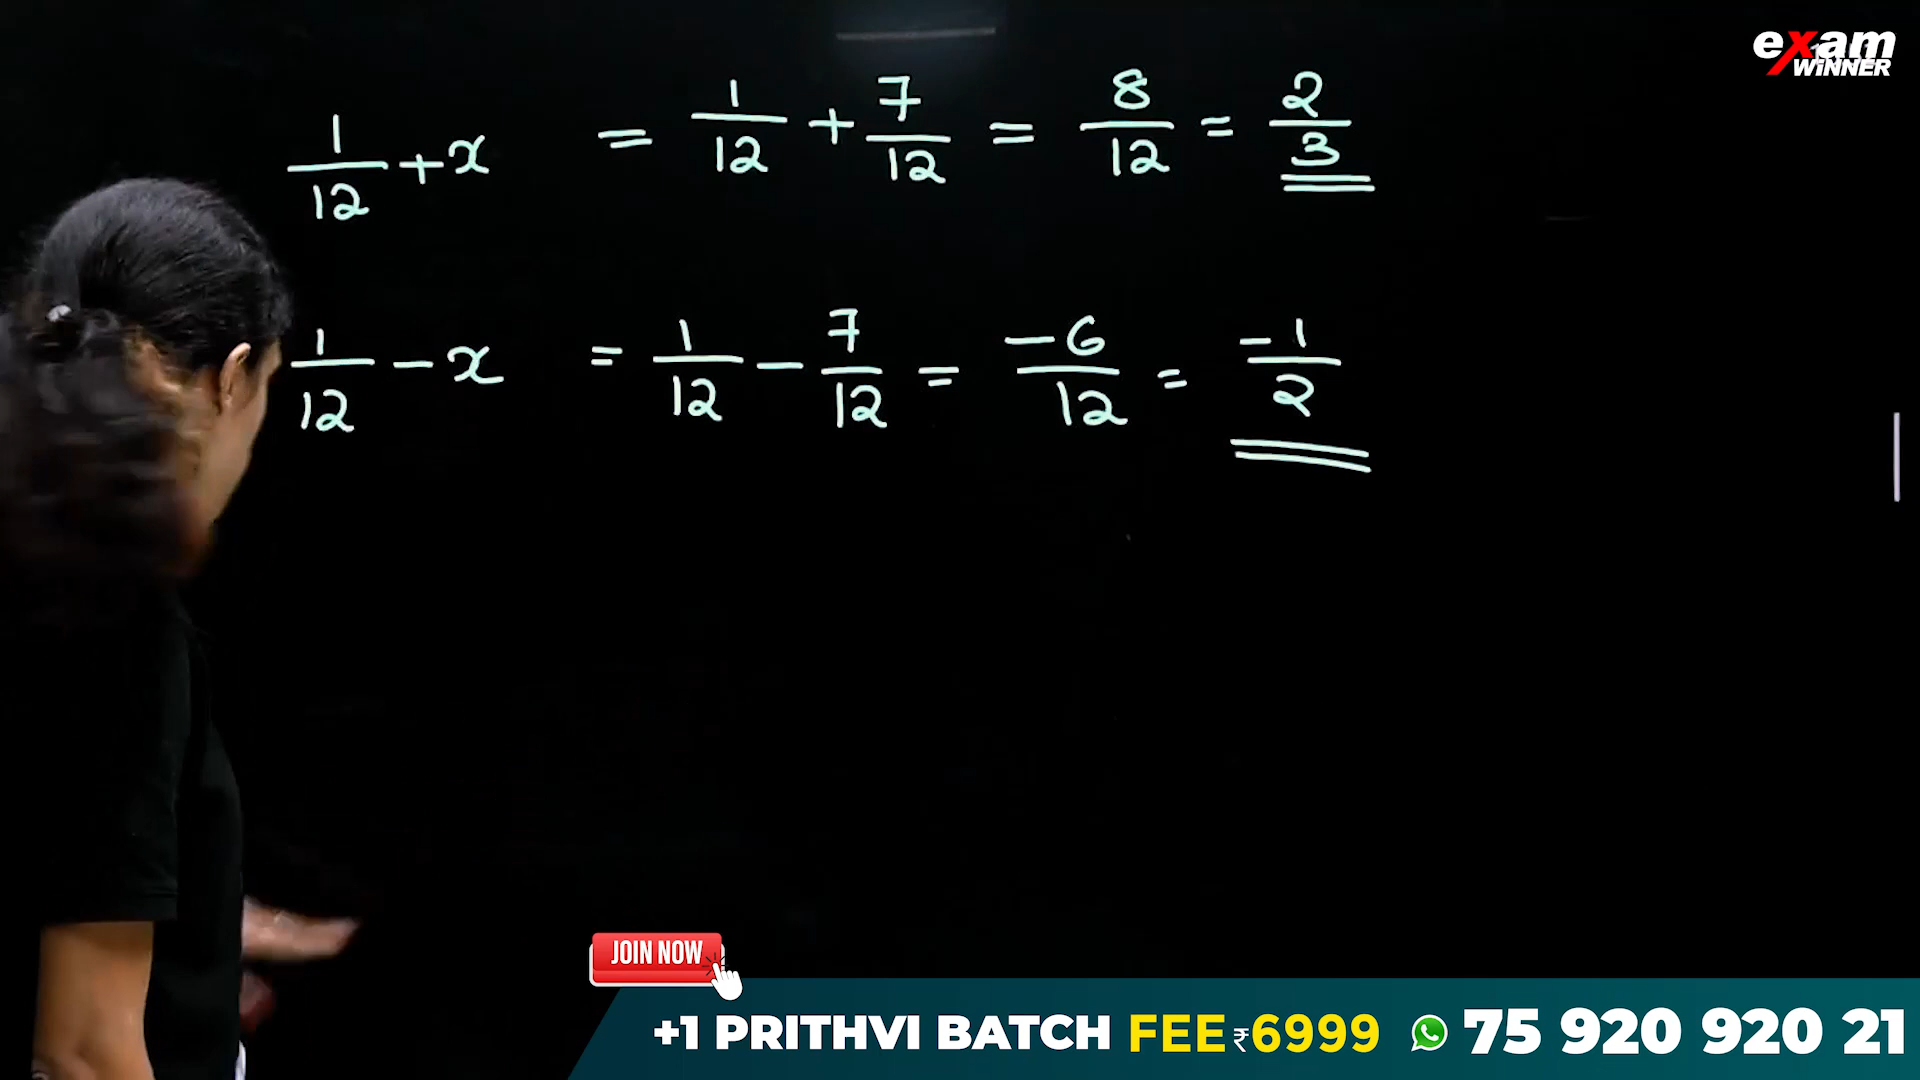 exam
WINNER
1/12 + x = 1/12 + 7/12 = 8/12 = 2/3
1/12 - x = 1/12 - 7/12 = -6/12 = -1/2
JOIN NOW
+1 PRITHVI BATCH FEE ₹6999 75 920 920 21